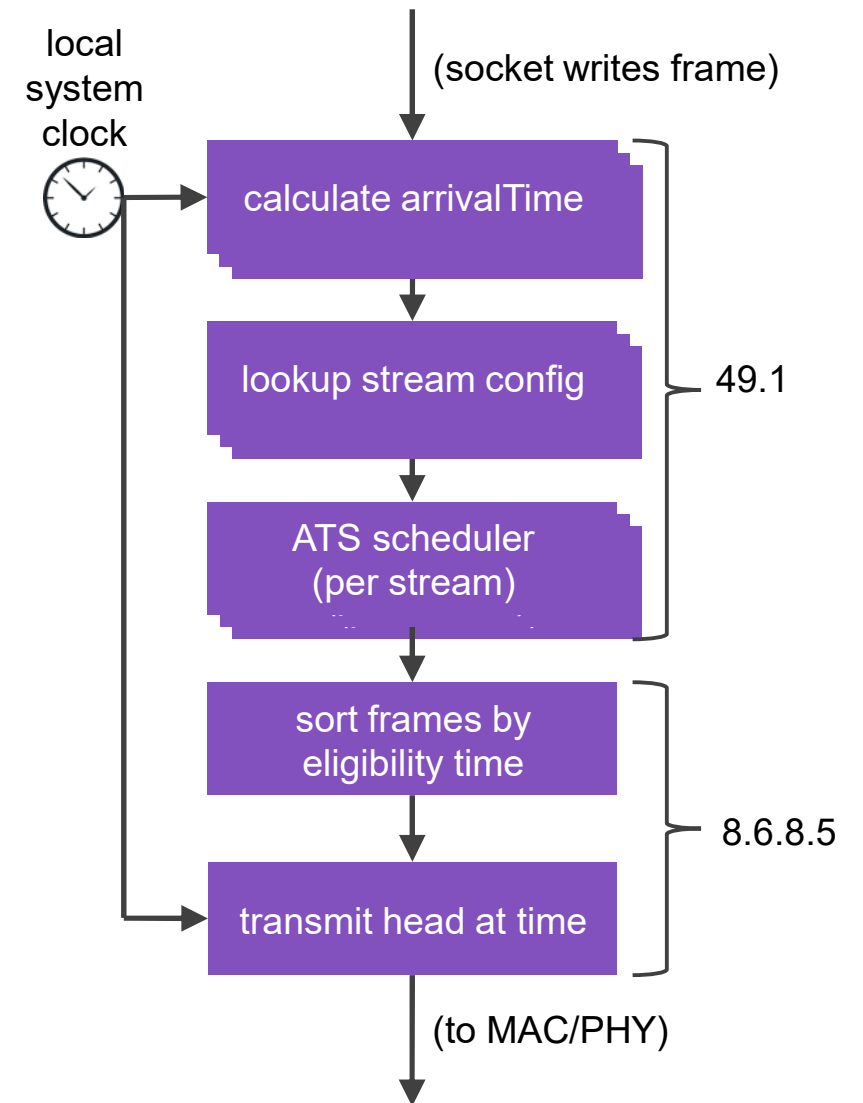 local
system
clock
(socket writes frame)
calculate arrivalTime
lookup stream config
49.1
ATS scheduler
(per stream)
sort frames by
eligibility time
8.6.8.5
transmit head at time
(to MAC/PHY)